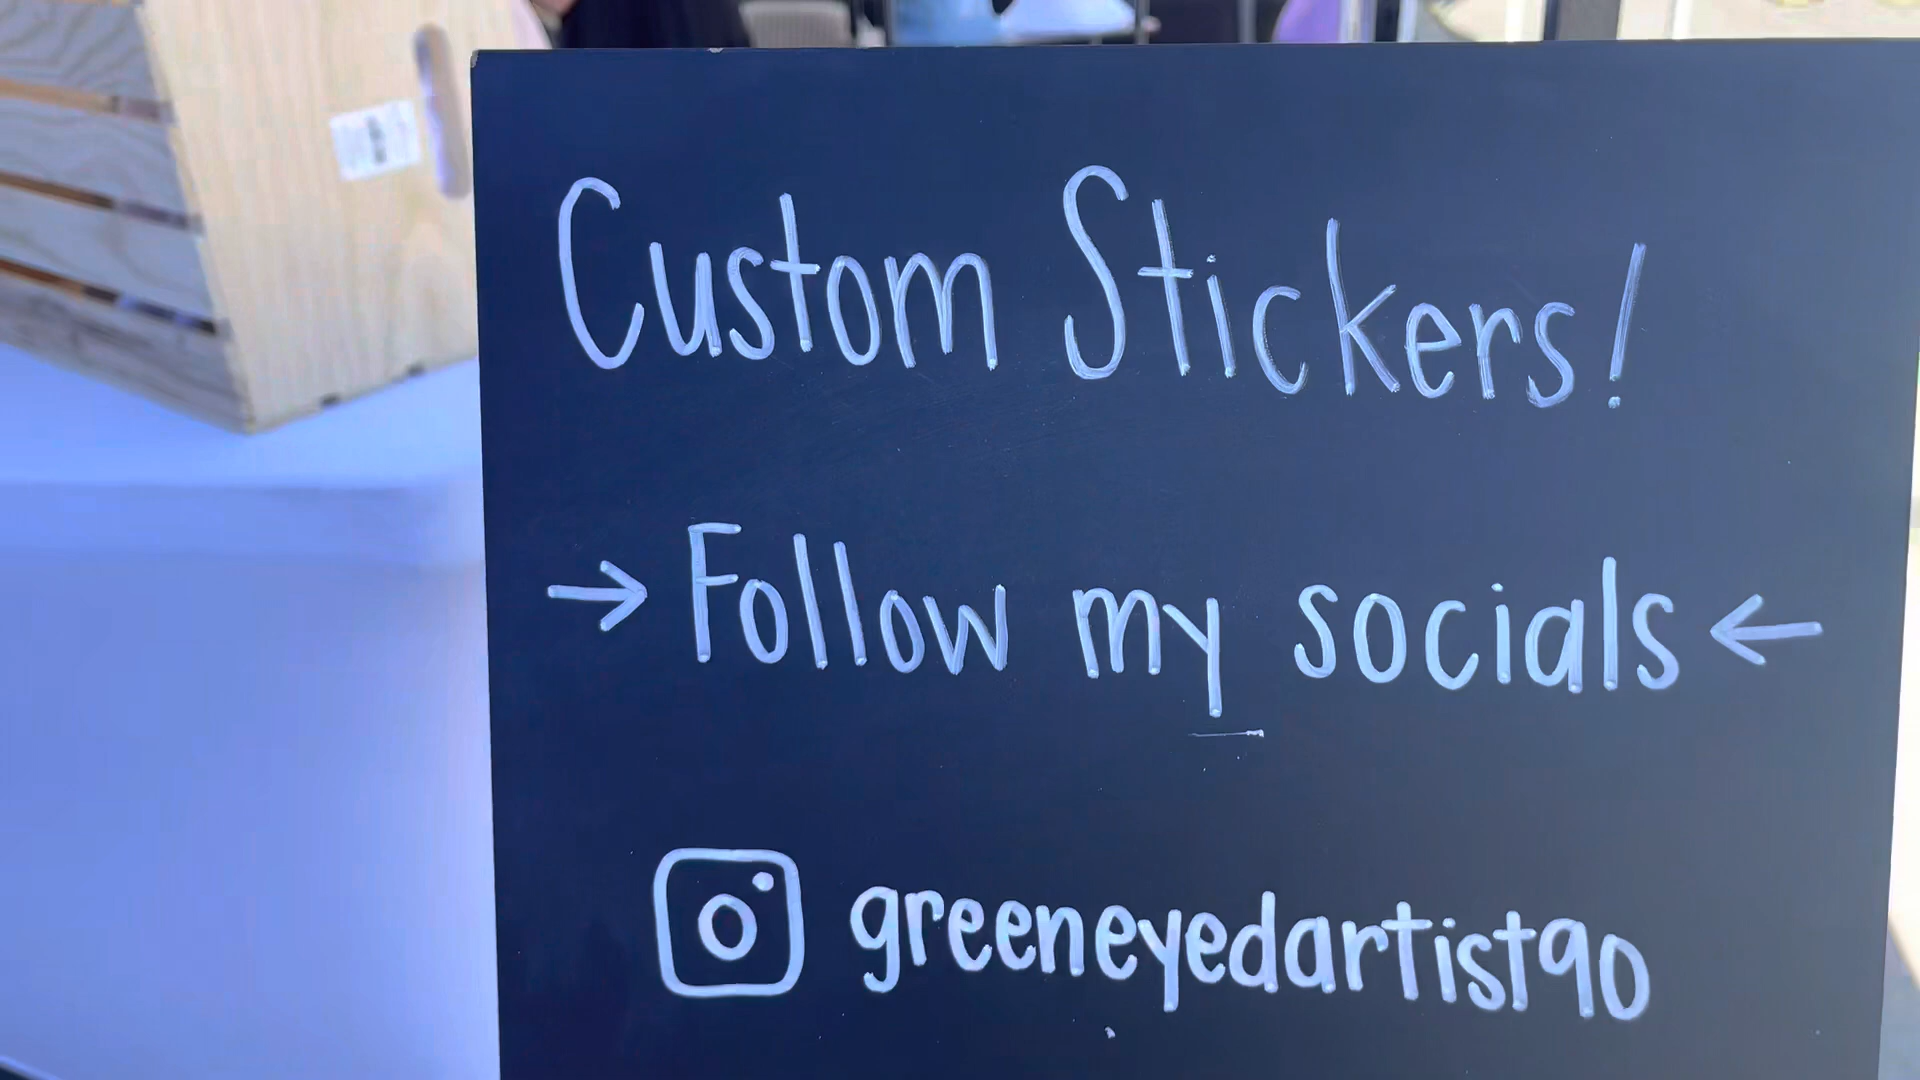 Custom Stickers!
→ Follow my socials ←
greeneyedartist90